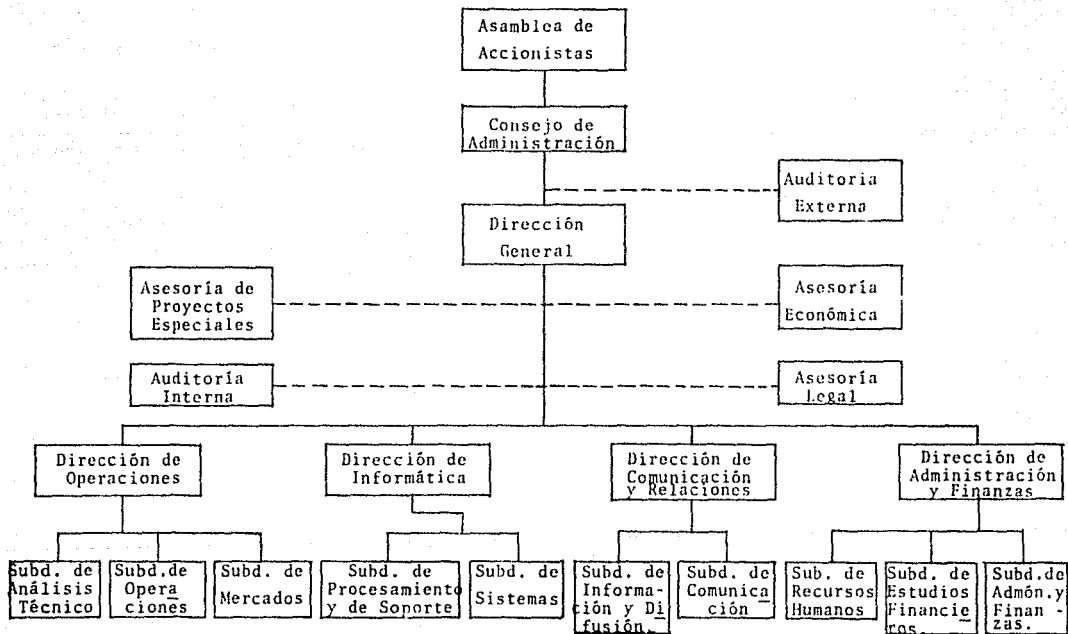 Asamblea de
Accionistas
Consejo de
Administración
Auditoria
Externa
Dirección
General
Asesoría de
Proyectos
Especiales
Asesoría
Económica
Auditoría
Interna
Asesoría
Legal
Dirección de
Operaciones
Dirección de
Informática
Dirección de
Comunicación
y Relaciones
Dirección de
Administración
y Finanzas
Subd. de
Análisis
Técnico
Subd.de
Opera
ciones
Subd. de
Mercados
Subd. de
Procesamiento
y de Soporte
Subd. de
Sistemas
Subd. de
Informa-
ción y Di
fusión.
Subd. de
Comunica
ción
Sub. de
Recursos
Humanos
Subd. de
Estudios
Financie
ros.
Subd.de
Admón.y
Finan -
zas.